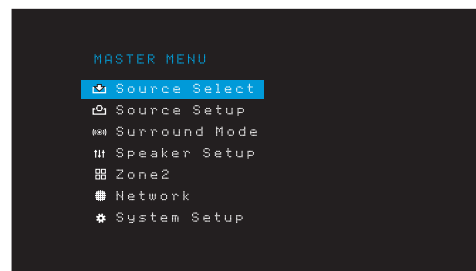 MASTER MENU
Source Select
Source Setup
Surround Mode
Speaker Setup
Zone2
Network
System Setup